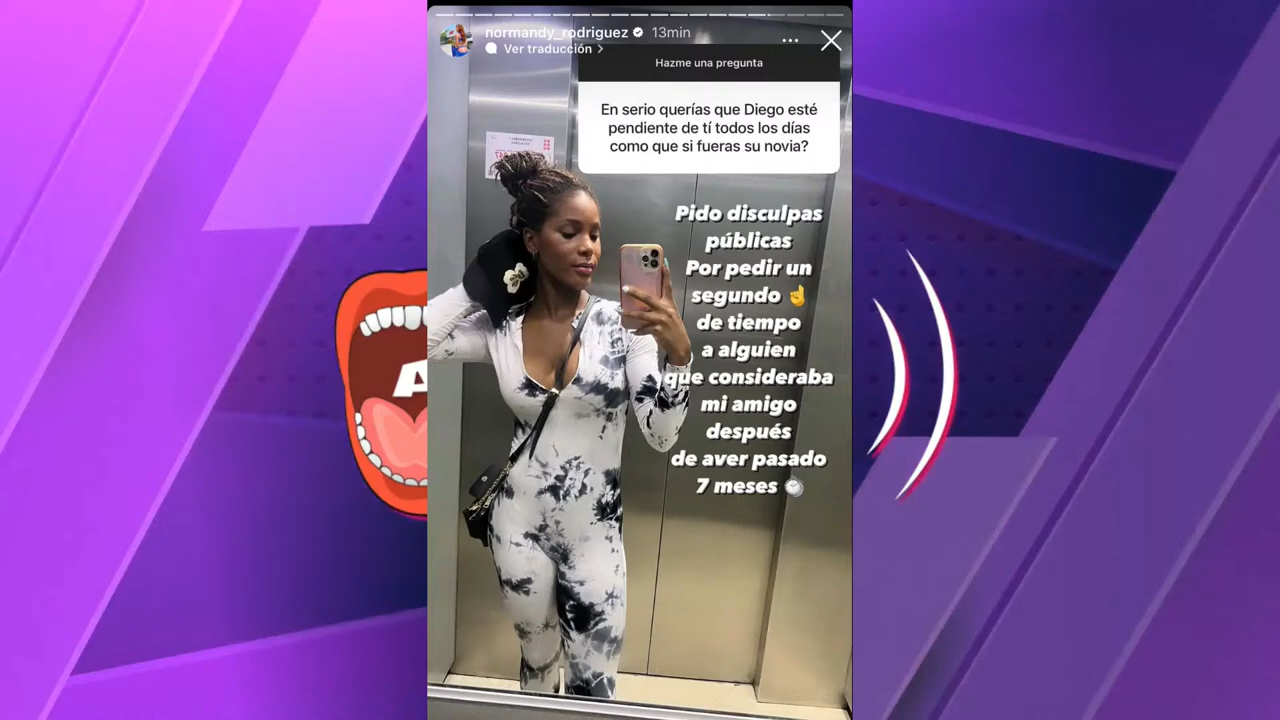 normandy_rodriguez 13min
Ver traducción
Hazme una pregunta
En serio querías que Diego esté
pendiente de tí todos los días
como que si fueras su novia?
Pido disculpas
públicas
Por pedir un
segundo ☝️
de tiempo
a alguien
que consideraba
mi amigo
después
de aver pasado
7 meses